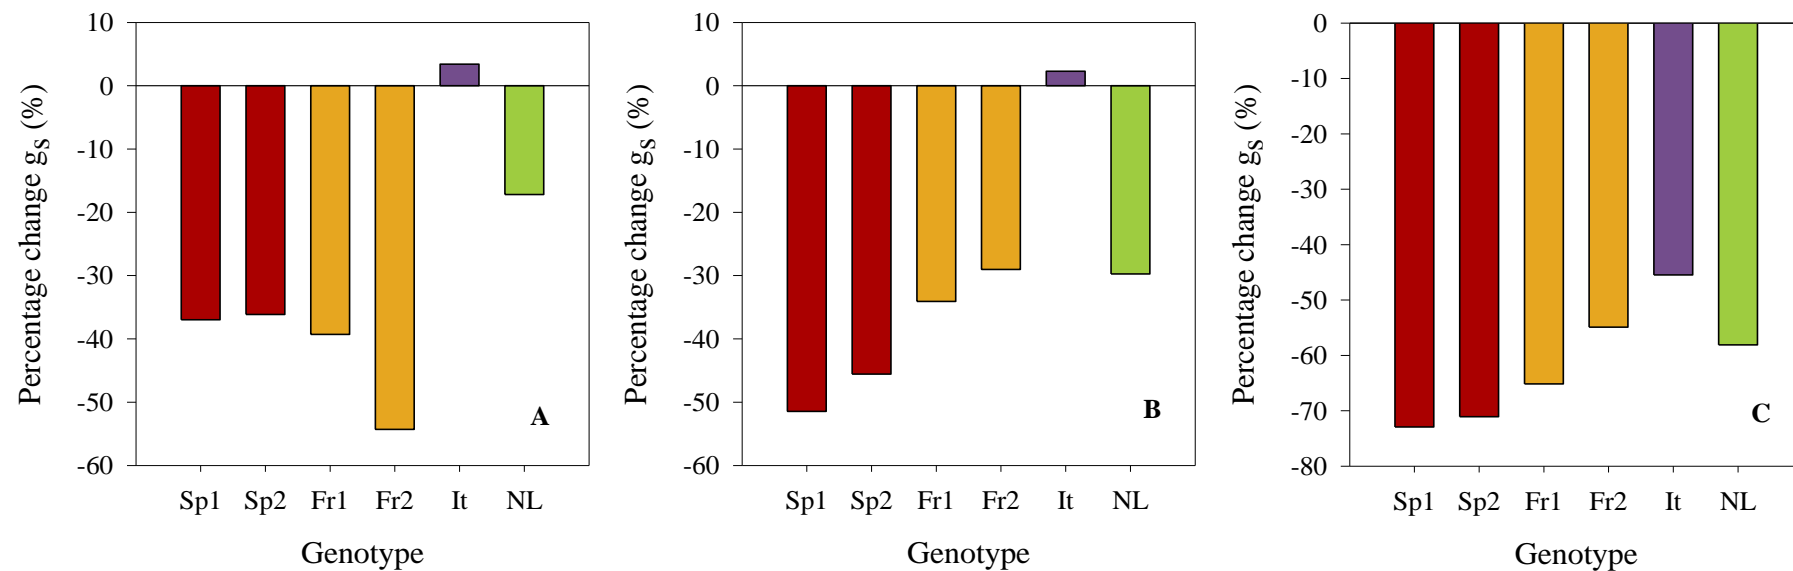 Percentage change gS (%)
10
0
-10
-20
-30
-40
-50
-60
A
Sp1 Sp2 Fr1 Fr2 It NL
Genotype
Percentage change gS (%)
10
0
-10
-20
-30
-40
-50
-60
B
Sp1 Sp2 Fr1 Fr2 It NL
Genotype
Percentage change gS (%)
0
-10
-20
-30
-40
-50
-60
-70
-80
C
Sp1 Sp2 Fr1 Fr2 It NL
Genotype